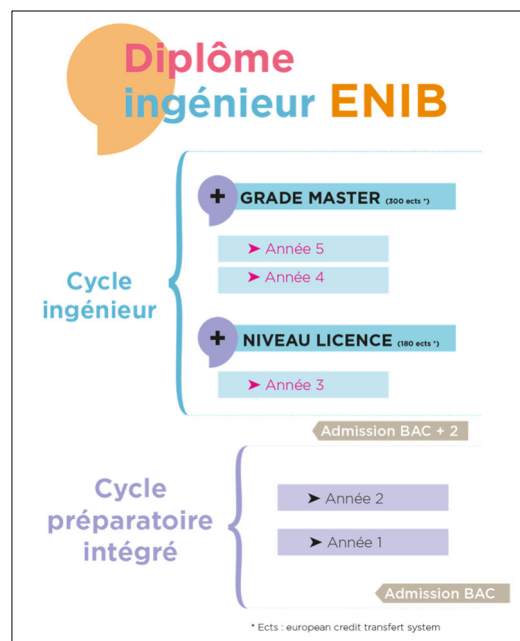 Diplôme
ingénieur ENIB
+ GRADE MASTER (300 ects *)
➤ Année 5
➤ Année 4
Cycle
ingénieur
+ NIVEAU LICENCE (180 ects *)
➤ Année 3
Admission BAC + 2
Cycle
préparatoire
intégré
➤ Année 2
➤ Année 1
Admission BAC
* Ects : european credit transfert system